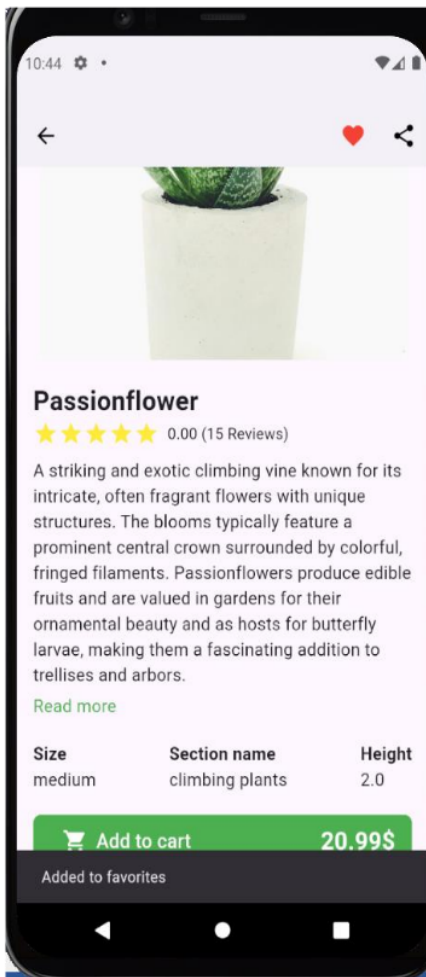 10:44
Passionflower
0.00 (15 Reviews)
A striking and exotic climbing vine known for its
intricate, often fragrant flowers with unique
structures. The blooms typically feature a
prominent central crown surrounded by colorful,
fringed filaments. Passionflowers produce edible
fruits and are valued in gardens for their
ornamental beauty and as hosts for butterfly
larvae, making them a fascinating addition to
trellises and arbors.
Read more
Size Section name Height
medium climbing plants 2.0
Add to cart 20.99$
Added to favorites